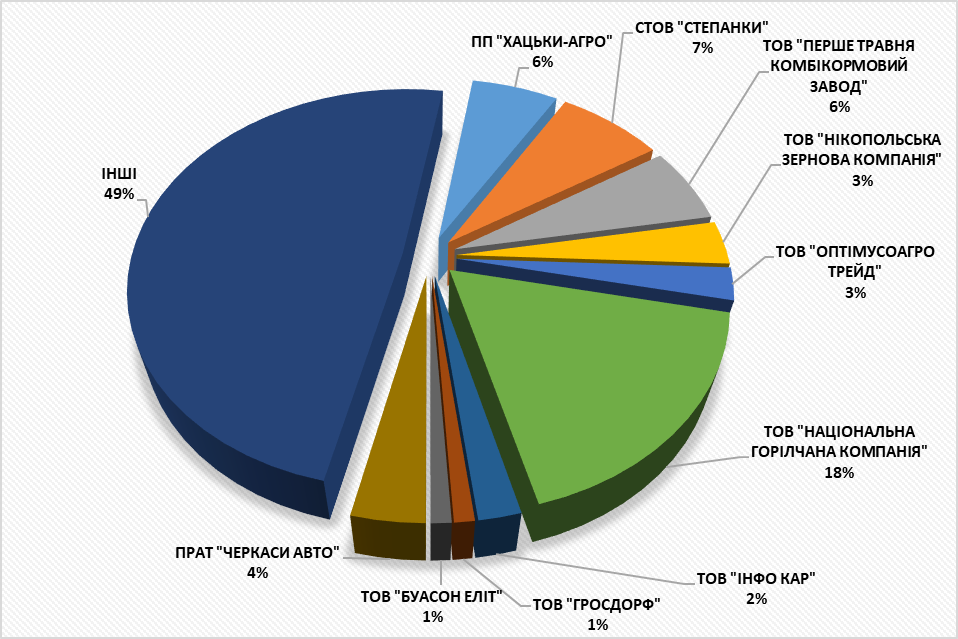 ПП "ХАЦЬКИ-АГРО"
6%
СТОВ "СТЕПАНКИ"
7%
ТОВ "ПЕРШЕ ТРАВНЯ
КОМБІКОРМОВИЙ
ЗАВОД"
6%
ТОВ "НІКОПОЛЬСЬКА
ЗЕРНОВА КОМПАНІЯ"
3%
ТОВ "ОПТІМУСОАГРО
ТРЕЙД"
3%
ТОВ "НАЦІОНАЛЬНА
ГОРІЛЧАНА КОМПАНІЯ"
18%
ТОВ "ІНФО КАР"
2%
ТОВ "ГРОСДОРФ"
1%
ТОВ "БУАСОН ЕЛІТ"
1%
ПРАТ "ЧЕРКАСИ АВТО"
4%
ІНШІ
49%